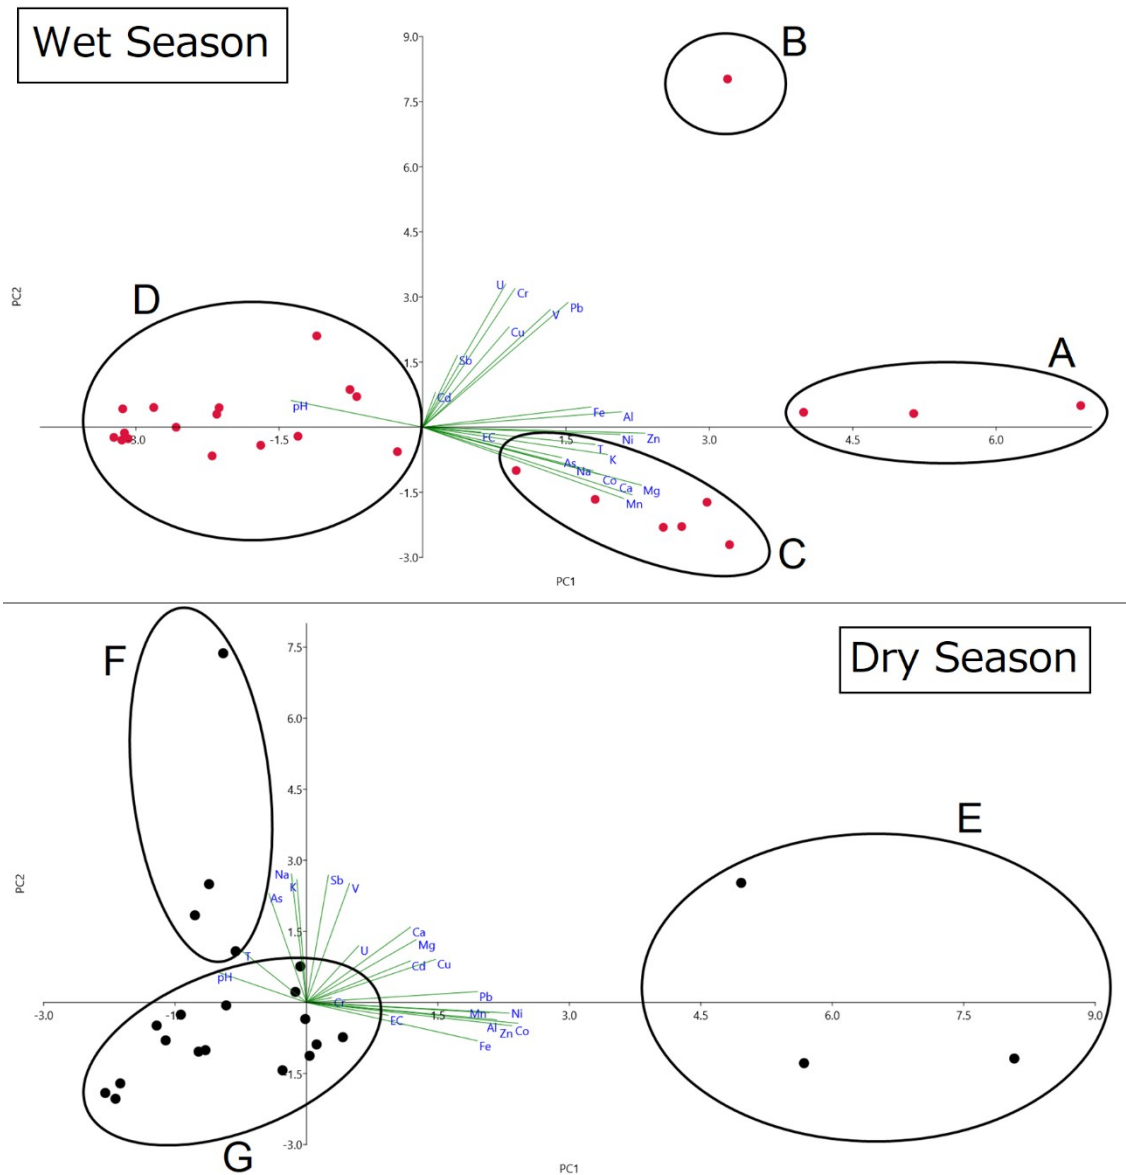 Wet Season
9.0
B
7.5
6.0
4.5
PC2
3.0
U
Cr
Pb
V
Cu
D
1.5
Sb
A
Cd
pH
Fe
Al
-3.0
-1.5
EC
1.5
Ni
Zn
3.0
4.5
6.0
T
K
As
Na
Co
Ca
Mg
-1.5
Mn
C
-3.0
PC1
Dry Season
F
7.5
6.0
4.5
E
PC2
3.0
Na
K
Sb
V
As
1.5
Ca
Mg
T
U
Cd
Cu
pH
Pb
Cr
-3.0
-1.5
1.5
3.0
4.5
6.0
7.5
9.0
Mn
Ni
EC
Al
Zn
Co
Fe
-1.5
G
-3.0
PC1